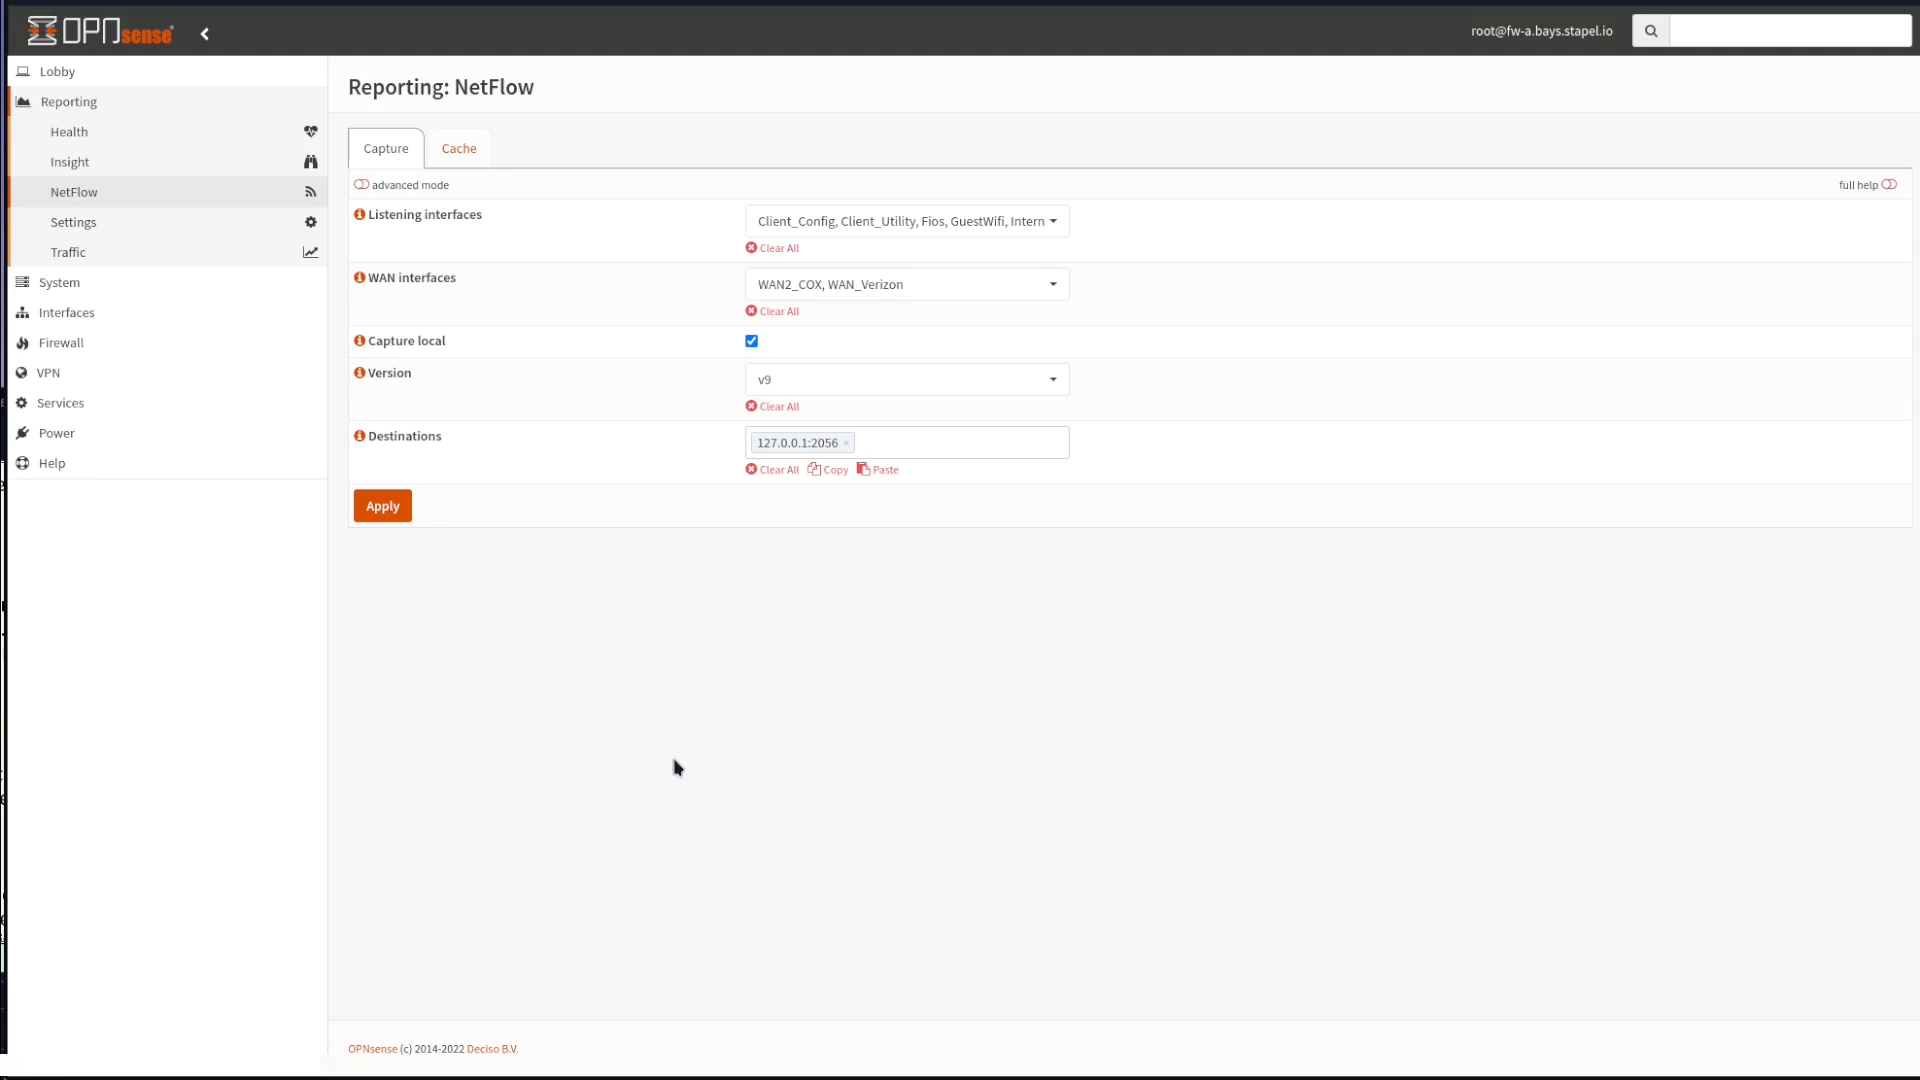 OPNsense
root@fw-a.bays.stapel.io
Lobby
Reporting
Health
Insight
NetFlow
Settings
Traffic
System
Interfaces
Firewall
VPN
Services
Power
Help
Reporting: NetFlow
Capture
Cache
advanced mode
full help
Listening interfaces
Client_Config, Client_Utility, Fios, GuestWifi, Intern
Clear All
WAN interfaces
WAN2_COX, WAN_Verizon
Clear All
Capture local
Version
v9
Clear All
Destinations
127.0.0.1:2056 ×
Clear All Copy Paste
Apply
OPNsense (c) 2014-2022 Deciso B.V.